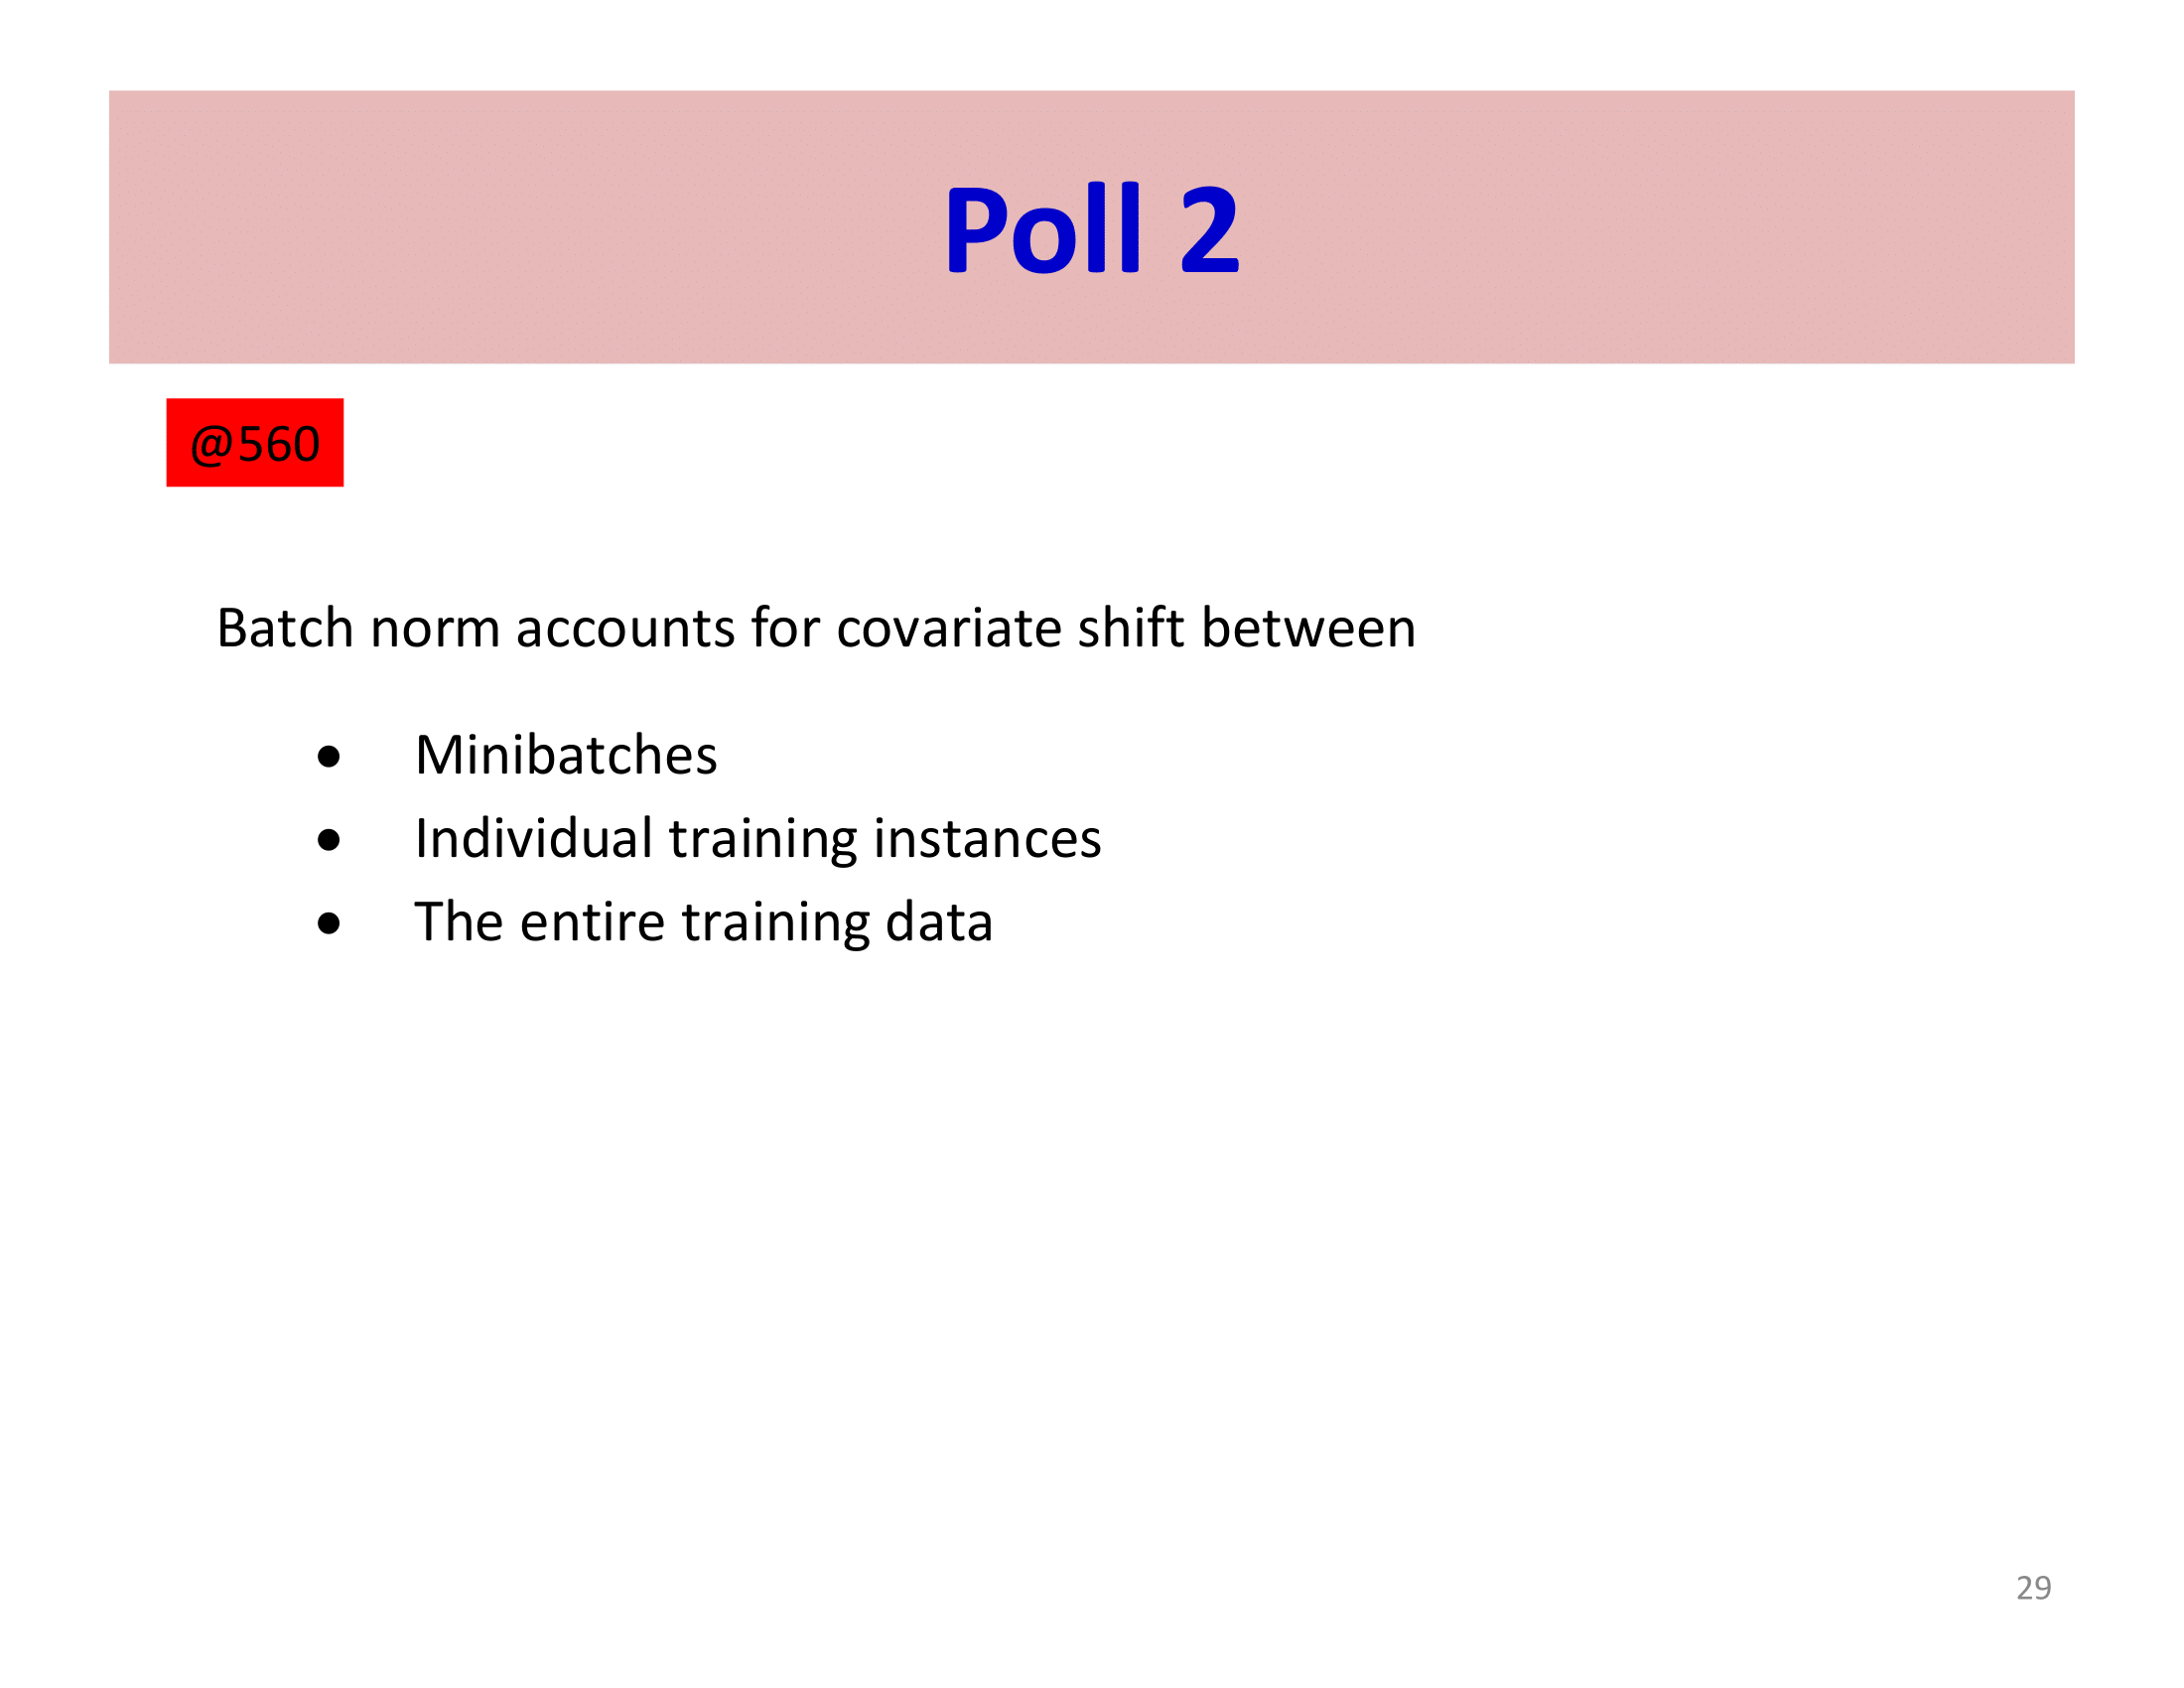 Poll 2
@560
Batch norm accounts for covariate shift between
● Minibatches
● Individual training instances
● The entire training data
29